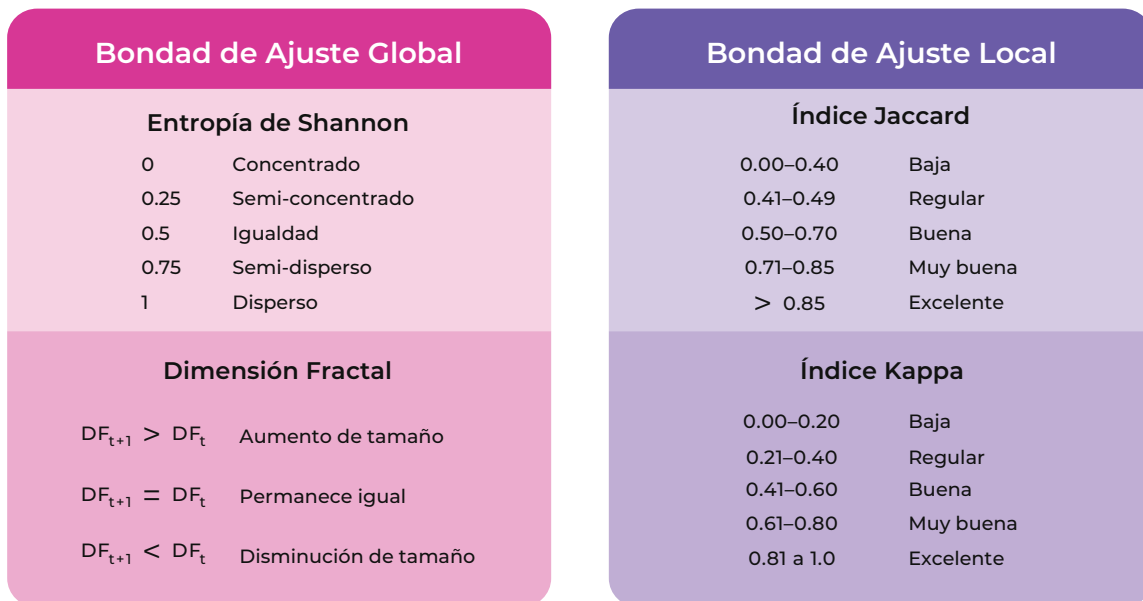 Bondad de Ajuste Global
Entropía de Shannon
0 Concentrado
0.25 Semi-concentrado
0.5 Igualdad
0.75 Semi-disperso
1 Disperso
Dimensión Fractal
DFt+1 > DFt Aumento de tamaño
DFt+1 = DFt Permanece igual
DFt+1 < DFt Disminución de tamaño
Bondad de Ajuste Local
Índice Jaccard
0.00–0.40 Baja
0.41–0.49 Regular
0.50–0.70 Buena
0.71–0.85 Muy buena
> 0.85 Excelente
Índice Kappa
0.00–0.20 Baja
0.21–0.40 Regular
0.41–0.60 Buena
0.61–0.80 Muy buena
0.81 a 1.0 Excelente